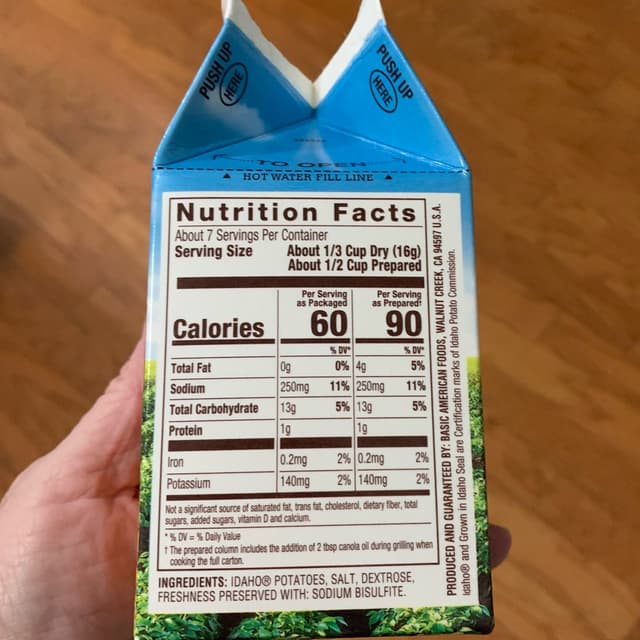 PUSH UP
HERE
PUSH UP
HERE
TO OPEN
▲ HOT WATER FILL LINE ▲
Nutrition Facts
About 7 Servings Per Container
Serving Size About 1/3 Cup Dry (16g)
About 1/2 Cup Prepared
Per Serving as Packaged Per Serving as Prepared†
Calories 60 90
% DV* % DV*
Total Fat 0g 0% 4g 5%
Sodium 250mg 11% 250mg 11%
Total Carbohydrate 13g 5% 13g 5%
Protein 1g 1g
Iron 0.2mg 2% 0.2mg 2%
Potassium 140mg 2% 140mg 2%
Not a significant source of saturated fat, trans fat, cholesterol, dietary fiber, total
sugars, added sugars, vitamin D and calcium.
* % DV = % Daily Value
† The prepared column includes the addition of 2 tbsp canola oil during grilling when
cooking the full carton.
INGREDIENTS: IDAHO® POTATOES, SALT, DEXTROSE,
FRESHNESS PRESERVED WITH: SODIUM BISULFITE.
PRODUCED AND GUARANTEED BY: BASIC AMERICAN FOODS, WALNUT CREEK, CA 94597 U.S.A.
Idaho® and Grown in Idaho Seal are Certification marks of Idaho Potato Commission.